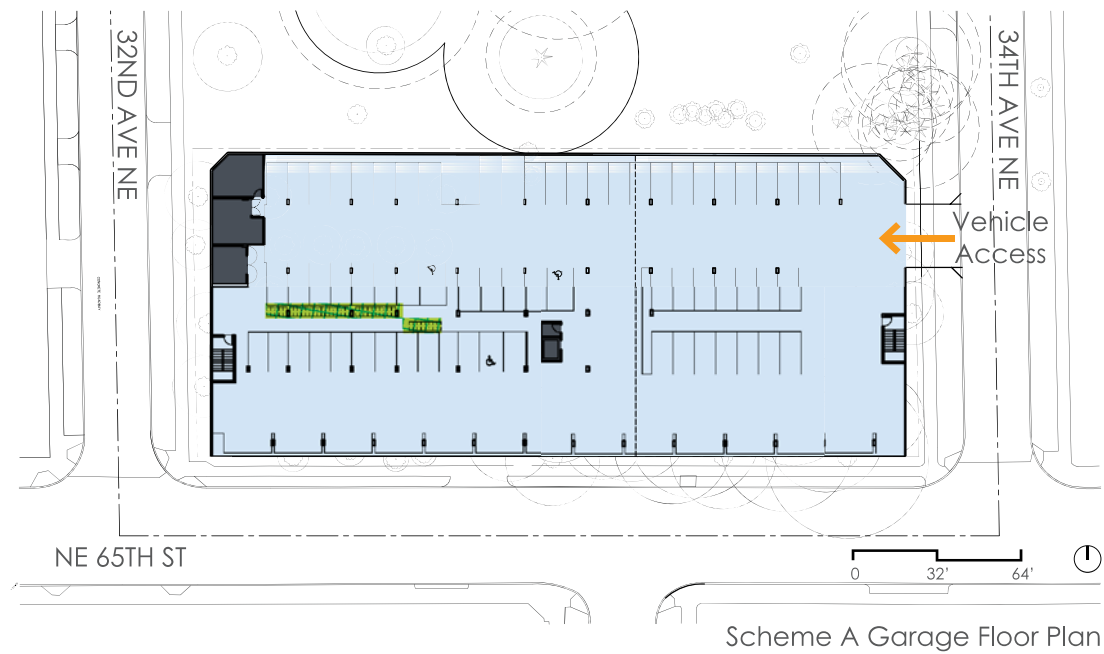 32ND AVE NE
34TH AVE NE
Vehicle
Access
NE 65TH ST
0 32' 64'
Scheme A Garage Floor Plan